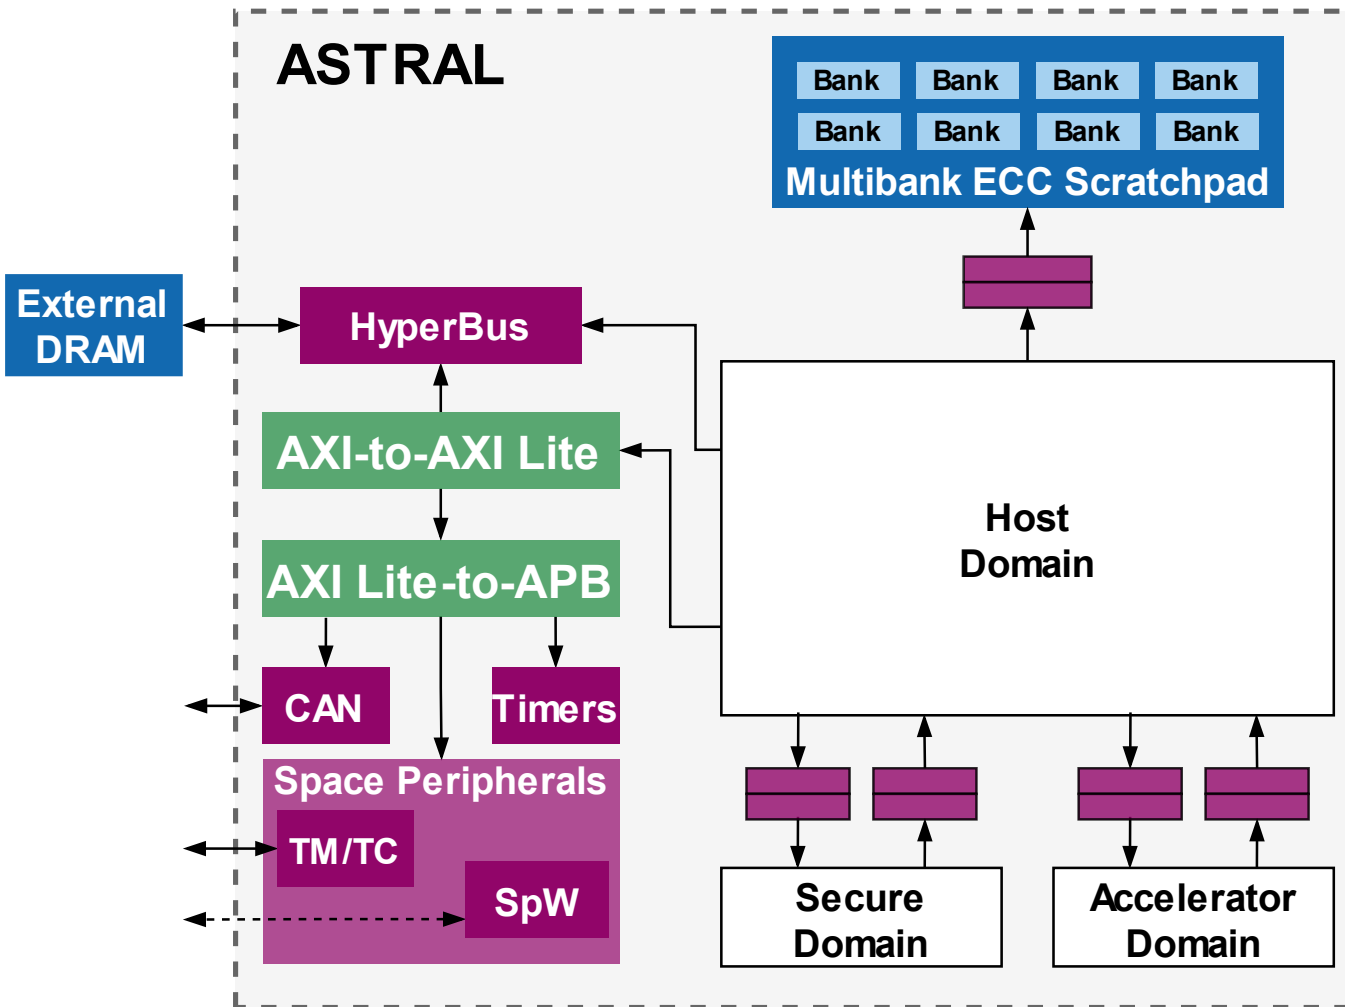 ASTRAL
Bank Bank Bank Bank
Bank Bank Bank Bank
Multibank ECC Scratchpad
External
DRAM
HyperBus
AXI-to-AXI Lite
AXI Lite-to-APB
CAN
Timers
Space Peripherals
TM/TC
SpW
Host
Domain
Secure
Domain
Accelerator
Domain